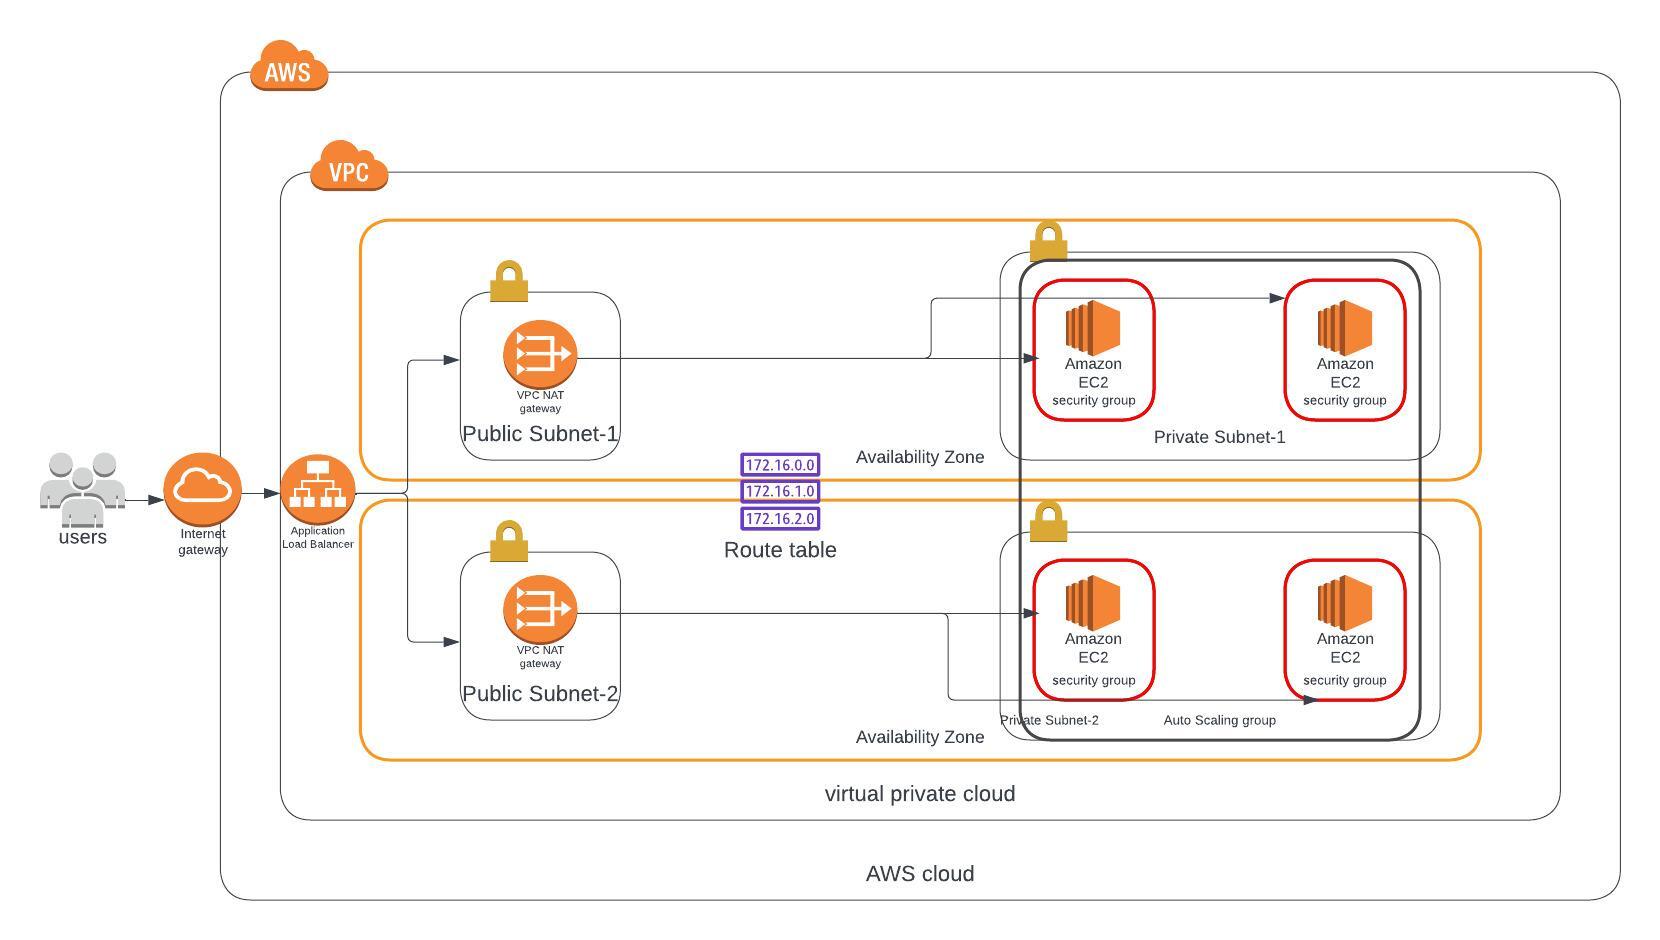 AWS
VPC
Amazon
EC2
security group
Amazon
EC2
security group
VPC NAT
gateway
Public Subnet-1
Private Subnet-1
Availability Zone
172.16.0.0
172.16.1.0
172.16.2.0
Route table
users
Internet
gateway
Application
Load Balancer
VPC NAT
gateway
Public Subnet-2
Amazon
EC2
security group
Amazon
EC2
security group
Private Subnet-2
Auto Scaling group
Availability Zone
virtual private cloud
AWS cloud